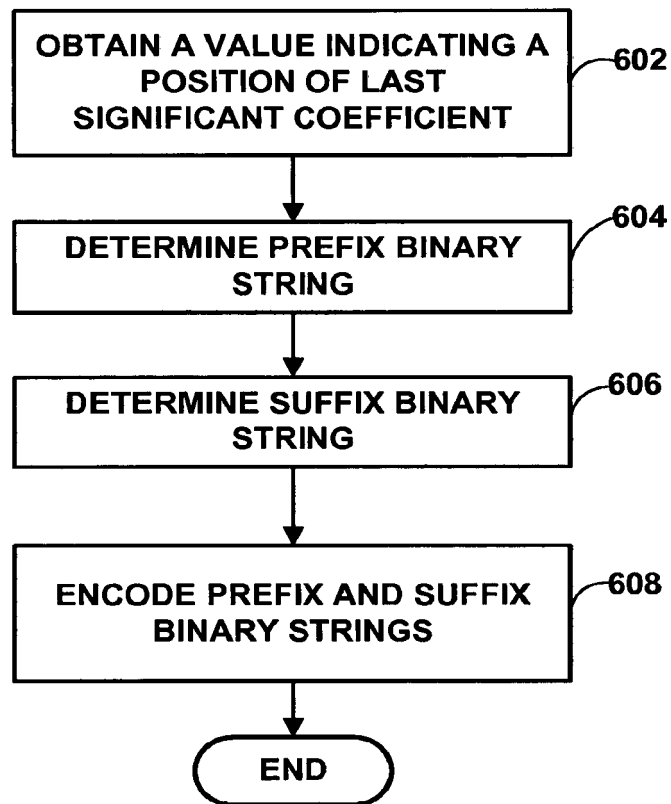 OBTAIN A VALUE INDICATING A
POSITION OF LAST
SIGNIFICANT COEFFICIENT
602
DETERMINE PREFIX BINARY
STRING
604
DETERMINE SUFFIX BINARY
STRING
606
ENCODE PREFIX AND SUFFIX
BINARY STRINGS
608
END